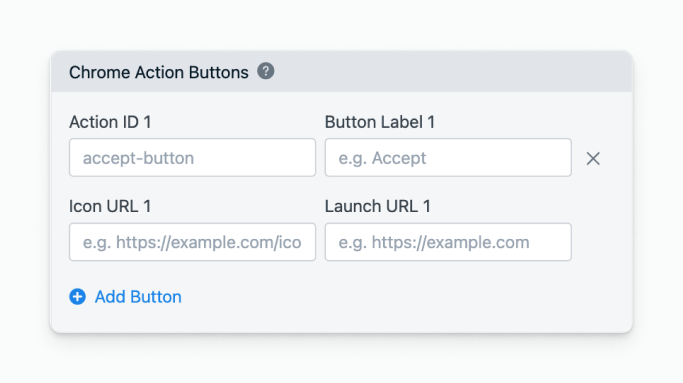 Chrome Action Buttons ?
Action ID 1
Button Label 1
accept-button
e.g. Accept
Icon URL 1
Launch URL 1
e.g. https://example.com/ico
e.g. https://example.com
Add Button